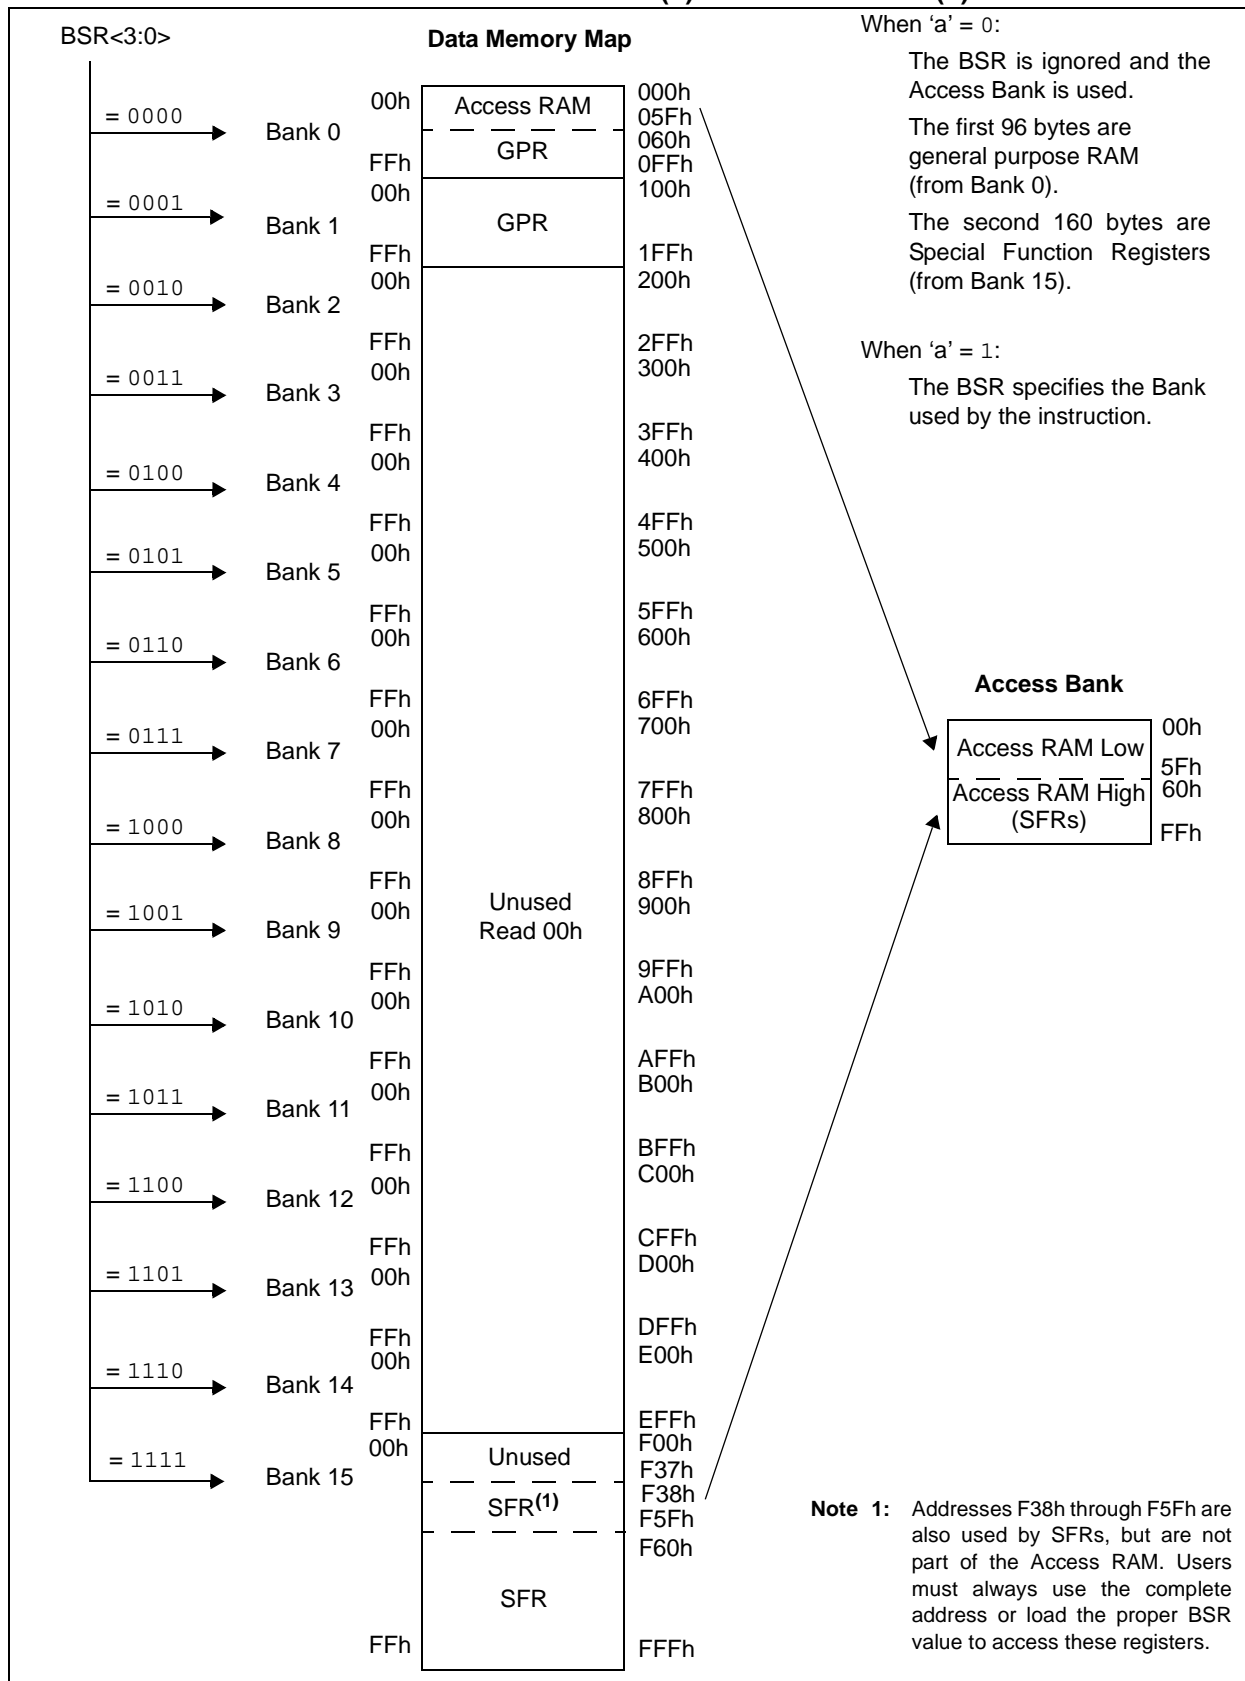 BSR<3:0>
Data Memory Map
= 0000
Bank 0
00h
Access RAM
000h
05Fh
060h
GPR
FFh
0FFh
= 0001
Bank 1
00h
100h
GPR
FFh
1FFh
= 0010
Bank 2
00h
200h
FFh
2FFh
= 0011
Bank 3
00h
300h
FFh
3FFh
= 0100
Bank 4
00h
400h
FFh
4FFh
= 0101
Bank 5
00h
500h
FFh
5FFh
= 0110
Bank 6
00h
600h
FFh
6FFh
= 0111
Bank 7
00h
700h
FFh
7FFh
= 1000
Bank 8
00h
800h
FFh
8FFh
= 1001
Bank 9
00h
Unused
Read 00h
900h
FFh
9FFh
= 1010
Bank 10
00h
A00h
FFh
AFFh
= 1011
Bank 11
00h
B00h
FFh
BFFh
= 1100
Bank 12
00h
C00h
FFh
CFFh
= 1101
Bank 13
00h
D00h
FFh
DFFh
= 1110
Bank 14
00h
E00h
FFh
EFFh
= 1111
Bank 15
00h
F00h
Unused
F37h
F38h
SFR(1)
F5Fh
F60h
SFR
FFh
FFFh
When ‘a’ = 0:
The BSR is ignored and the
Access Bank is used.
The first 96 bytes are
general purpose RAM
(from Bank 0).
The second 160 bytes are
Special Function Registers
(from Bank 15).
When ‘a’ = 1:
The BSR specifies the Bank
used by the instruction.
Access Bank
Access RAM Low
00h
5Fh
Access RAM High
(SFRs)
60h
FFh
Note 1: Addresses F38h through F5Fh are
also used by SFRs, but are not
part of the Access RAM. Users
must always use the complete
address or load the proper BSR
value to access these registers.